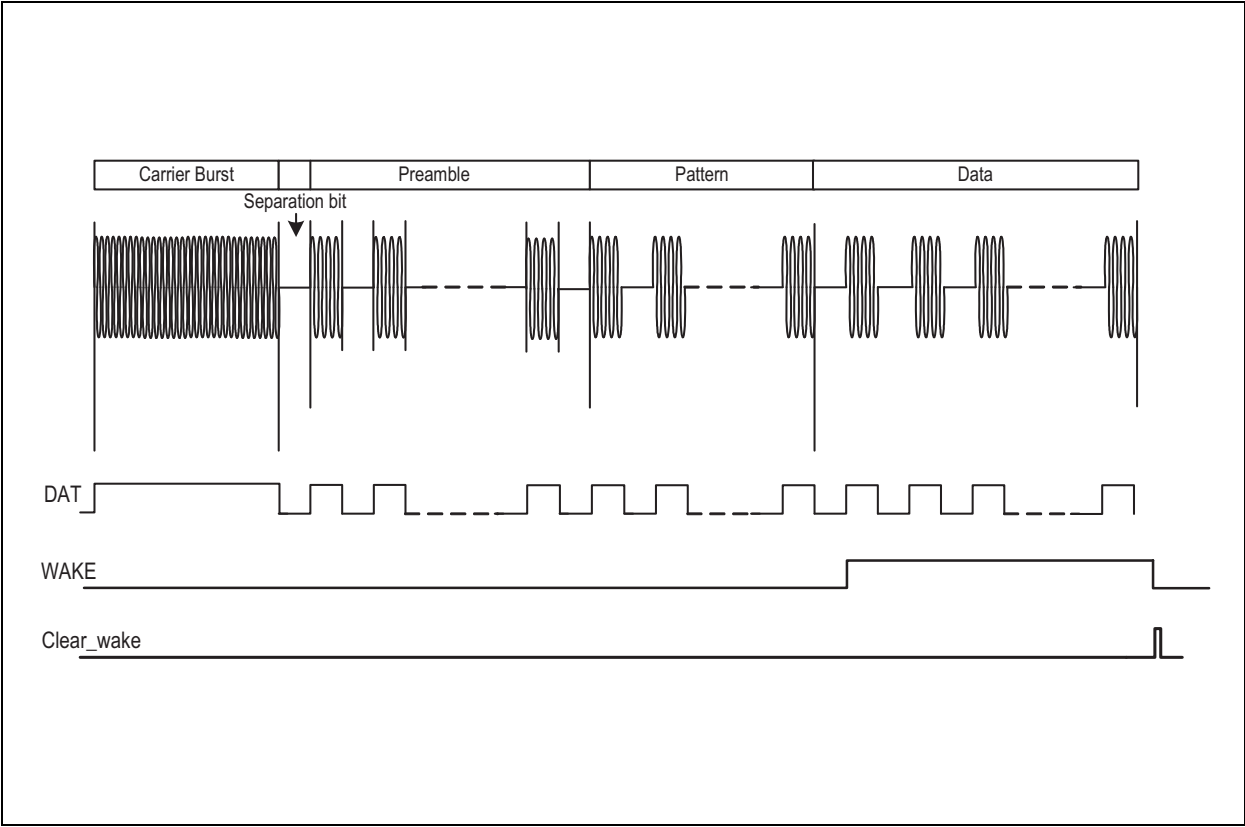 Carrier Burst
Preamble
Pattern
Data
Separation bit
DAT
WAKE
Clear_wake